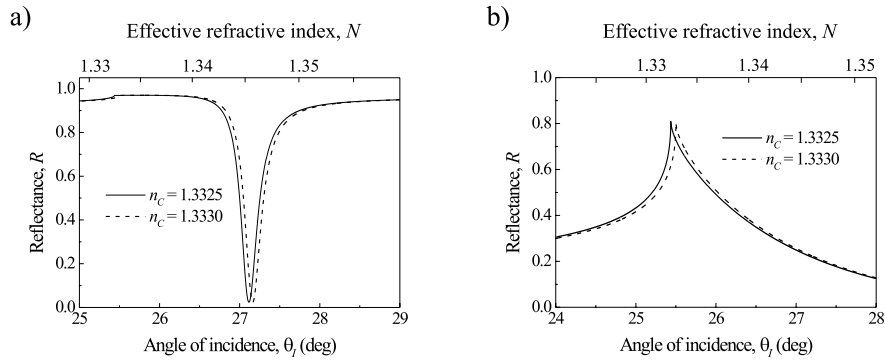 a)
Effective refractive index, N
1.33 1.34 1.35
1.0
0.8
0.6
0.4
0.2
0.0
Reflectance, R
n_C = 1.3325
n_C = 1.3330
25 26 27 28 29
Angle of incidence, θ_I (deg)
b)
Effective refractive index, N
1.33 1.34 1.35
1.0
0.8
0.6
0.4
0.2
0.0
Reflectance, R
n_C = 1.3325
n_C = 1.3330
24 25 26 27 28
Angle of incidence, θ_I (deg)